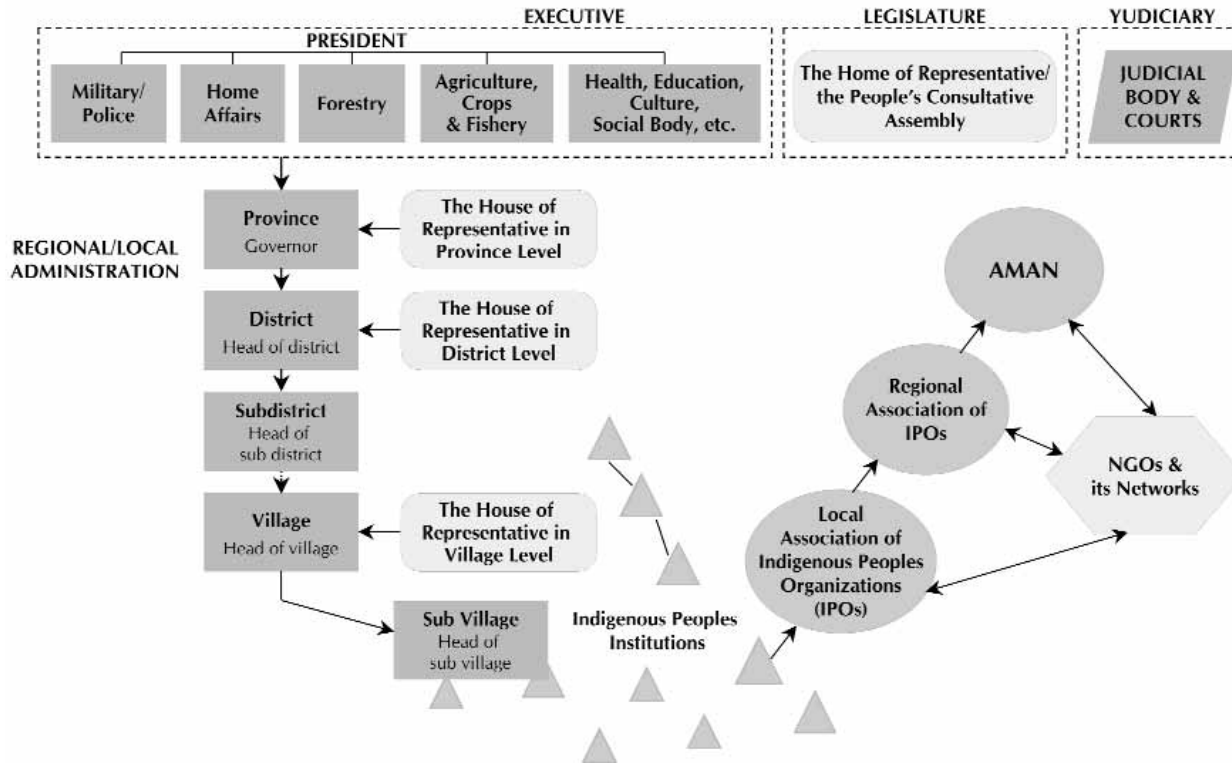 EXECUTIVE
PRESIDENT
Military/
Police
Home
Affairs
Forestry
Agriculture,
Crops
& Fishery
Health, Education,
Culture,
Social Body, etc.
LEGISLATURE
The Home of Representative/
the People's Consultative
Assembly
YUDICIARY
JUDICIAL
BODY &
COURTS
REGIONAL/LOCAL
ADMINISTRATION
Province
Governor
The House of
Representative in
Province Level
District
Head of district
The House of
Representative in
District Level
Subdistrict
Head of
sub district
Village
Head of village
The House of
Representative in
Village Level
Sub Village
Head of
sub village
Indigenous Peoples
Institutions
AMAN
Regional
Association of
IPOs
NGOs &
its Networks
Local
Association of
Indigenous Peoples
Organizations
(IPOs)